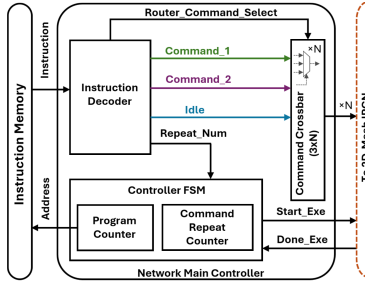 Router_Command_Select
Instruction
Command_1
×N
Instruction
Decoder
Command_2
Idle
Repeat_Num
Command Crossbar
(3xN)
×N
Instruction Memory
Address
Controller FSM
Program
Counter
Command
Repeat
Counter
Start_Exe
Done_Exe
Network Main Controller